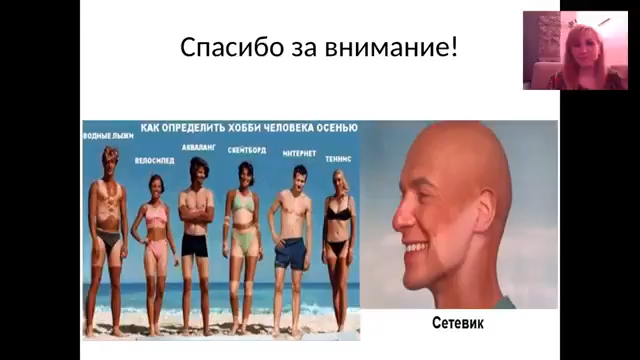 Спасибо за внимание!
КАК ОПРЕДЕЛИТЬ ХОББИ ЧЕЛОВЕКА ОСЕНЬЮ
ВОДНЫЕ ЛЫЖИ
ВЕЛОСИПЕД
АКВАЛАНГ
СКЕЙТБОРД
ИНТЕРНЕТ
ТЕННИС
Сетевик